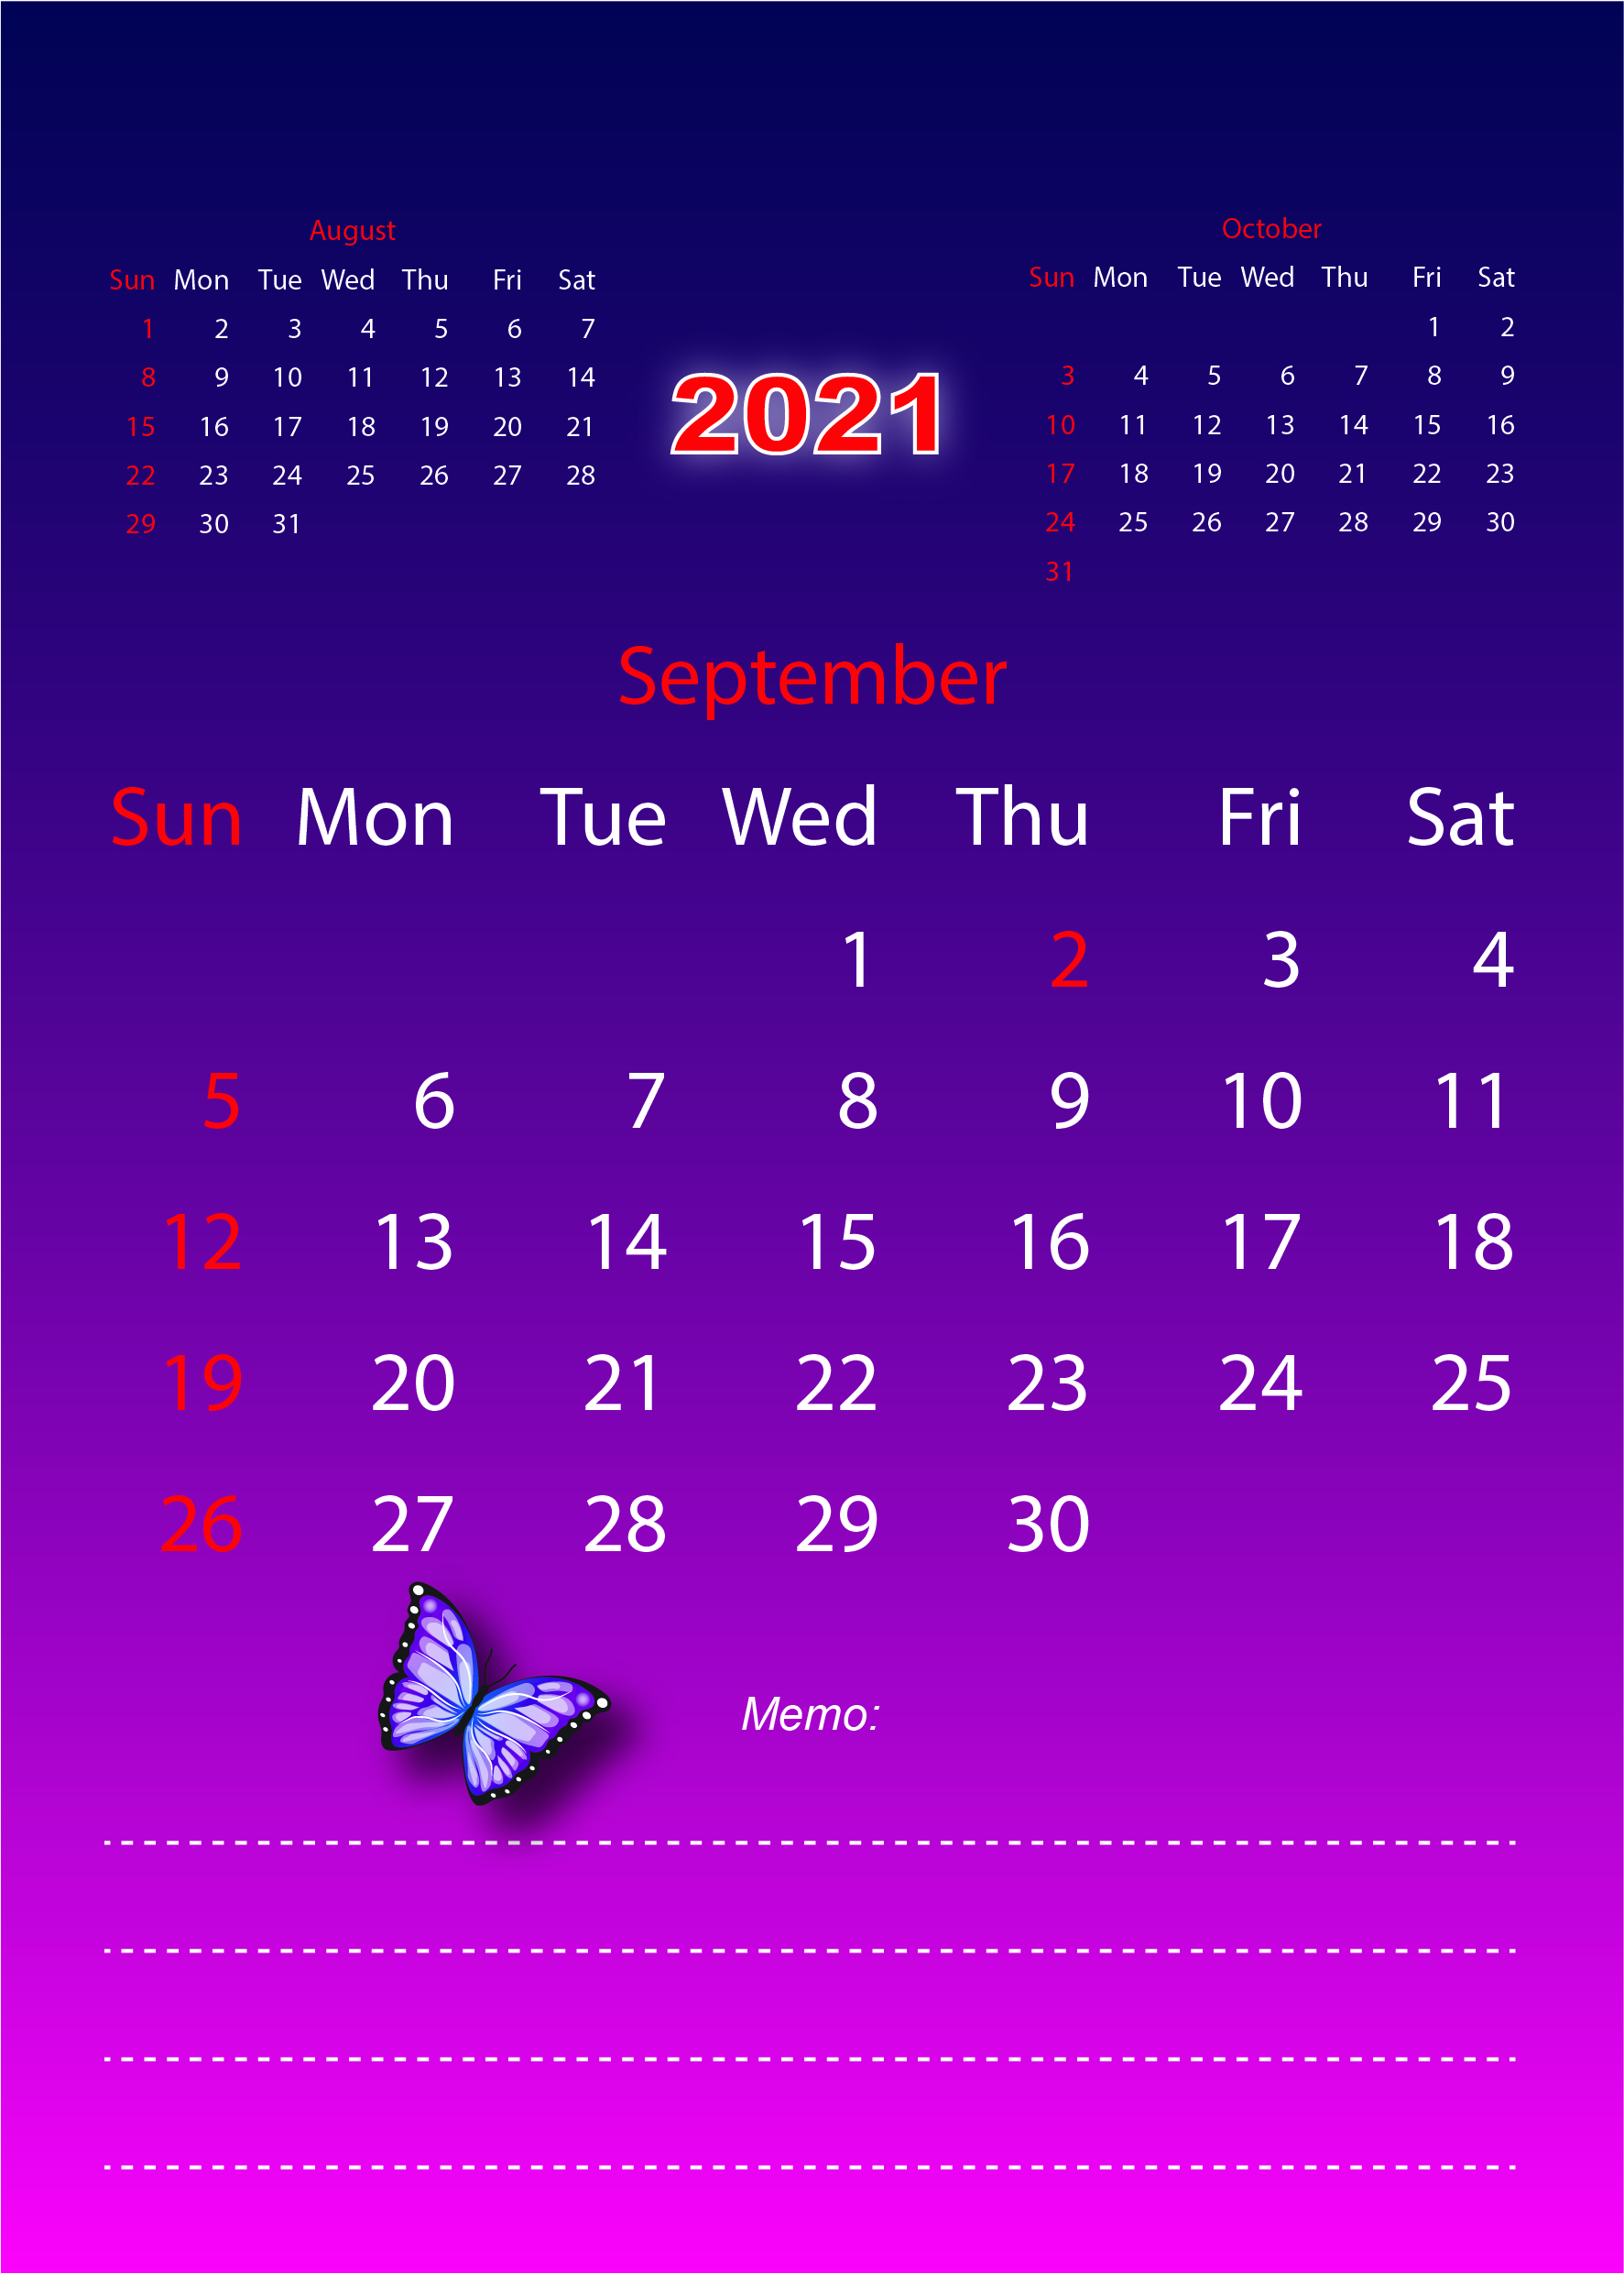 August
Sun Mon Tue Wed Thu Fri Sat
1 2 3 4 5 6 7
8 9 10 11 12 13 14
15 16 17 18 19 20 21
22 23 24 25 26 27 28
29 30 31
2021
October
Sun Mon Tue Wed Thu Fri Sat
1 2
3 4 5 6 7 8 9
10 11 12 13 14 15 16
17 18 19 20 21 22 23
24 25 26 27 28 29 30
31
September
Sun Mon Tue Wed Thu Fri Sat
1 2 3 4
5 6 7 8 9 10 11
12 13 14 15 16 17 18
19 20 21 22 23 24 25
26 27 28 29 30
Memo: